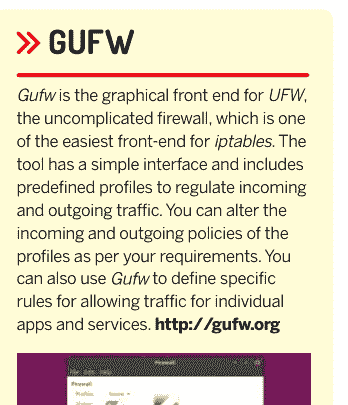 >> GUFW
Gufw is the graphical front end for UFW,
the uncomplicated firewall, which is one
of the easiest front-end for iptables. The
tool has a simple interface and includes
predefined profiles to regulate incoming
and outgoing traffic. You can alter the
incoming and outgoing policies of the
profiles as per your requirements. You
can also use Gufw to define specific
rules for allowing traffic for individual
apps and services. http://gufw.org
Firewall